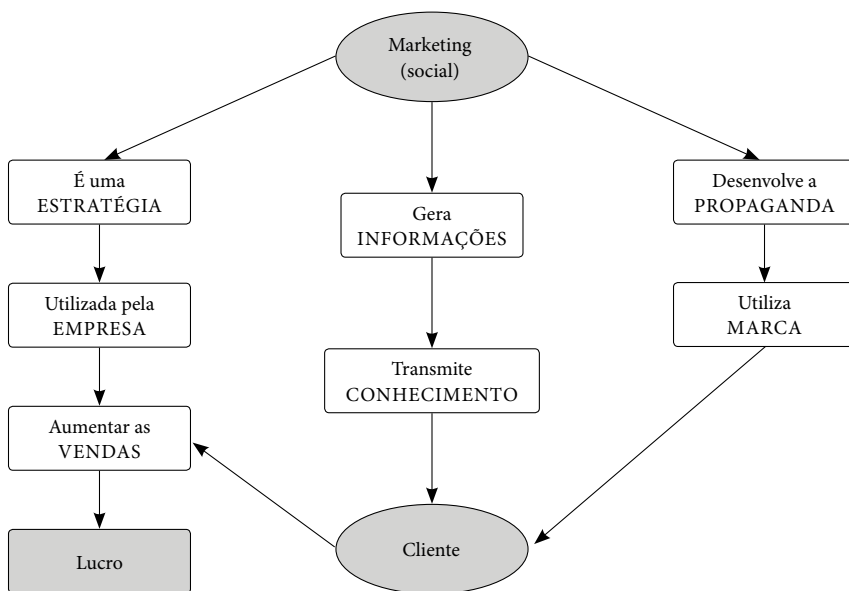 Marketing
(social)
É uma
ESTRATÉGIA
Gera
INFORMAÇÕES
Desenvolve a
PROPAGANDA
Utilizada pela
EMPRESA
Utiliza
MARCA
Transmite
CONHECIMENTO
Aumentar as
VENDAS
Lucro
Cliente